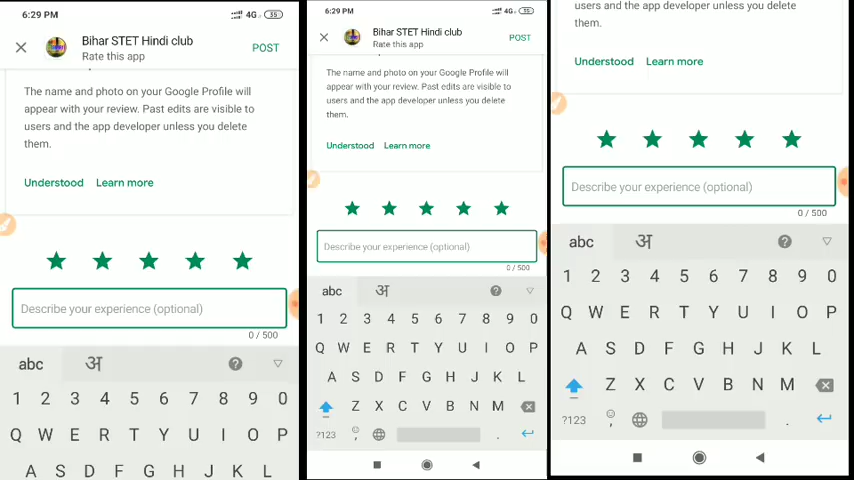 6:29 PM
4G
35
Bihar STET Hindi club
Rate this app
POST
The name and photo on your Google Profile will
appear with your review. Past edits are visible to
users and the app developer unless you delete
them.
Understood Learn more
Describe your experience (optional)
0 / 500
abc अ ?
1 2 3 4 5 6 7 8 9 0
Q W E R T Y U I O P
A S D F G H J K L
6:29 PM
4G
35
Bihar STET Hindi club
Rate this app
POST
The name and photo on your Google Profile will
appear with your review. Past edits are visible to
users and the app developer unless you delete
them.
Understood Learn more
Describe your experience (optional)
0 / 500
abc अ ?
1 2 3 4 5 6 7 8 9 0
Q W E R T Y U I O P
A S D F G H J K L
Z X C V B N M
?123 , .
users and the app developer unless you delete
them.
Understood Learn more
Describe your experience (optional)
0 / 500
abc अ ?
1 2 3 4 5 6 7 8 9 0
Q W E R T Y U I O P
A S D F G H J K L
Z X C V B N M
?123 , .